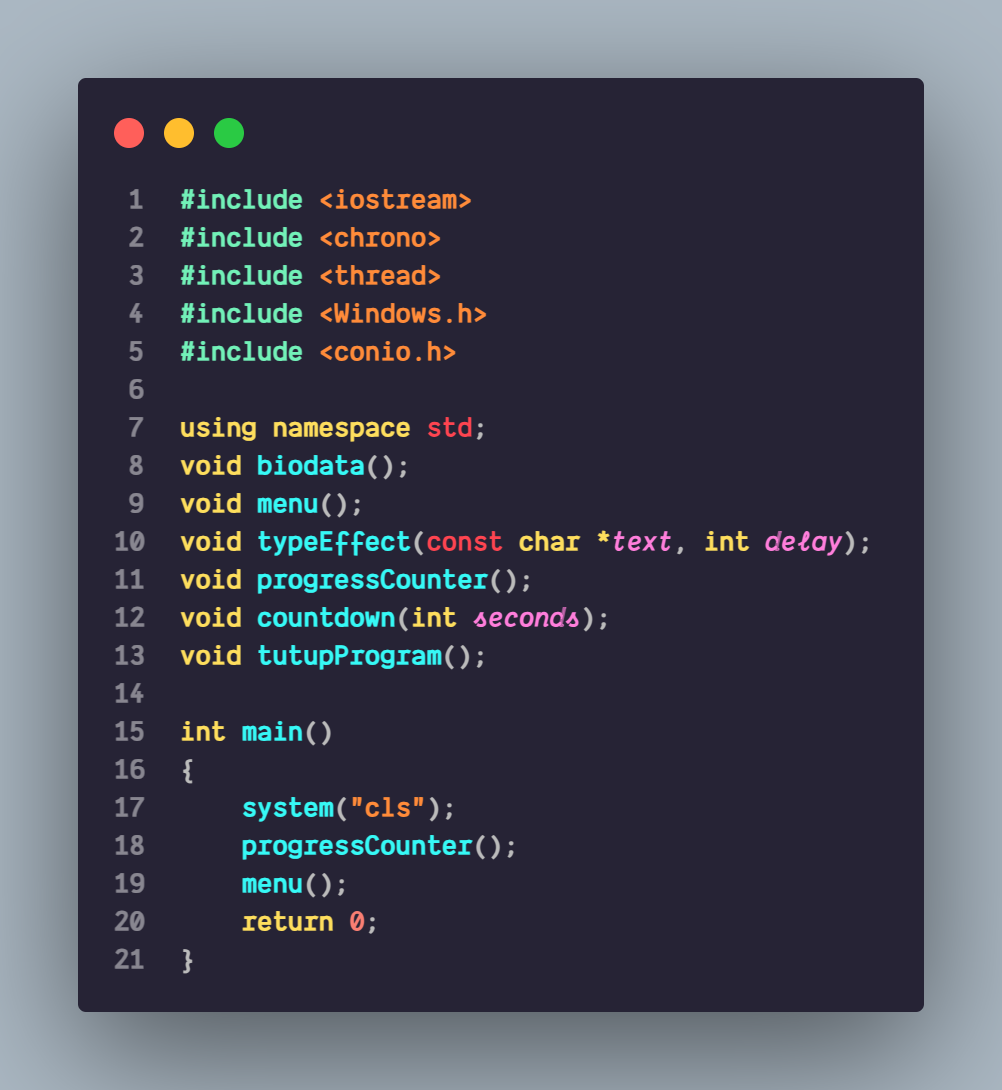 1 #include <iostream>
2 #include <chrono>
3 #include <thread>
4 #include <Windows.h>
5 #include <conio.h>
6
7 using namespace std;
8 void biodata();
9 void menu();
10 void typeEffect(const char *text, int delay);
11 void progressCounter();
12 void countdown(int seconds);
13 void tutupProgram();
14
15 int main()
16 {
17     system("cls");
18     progressCounter();
19     menu();
20     return 0;
21 }